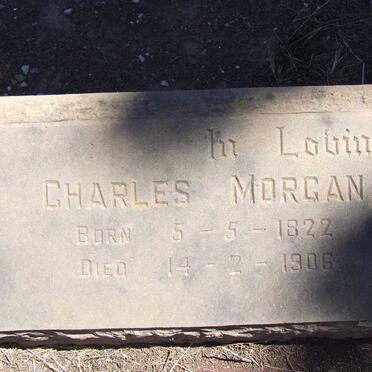 In Lovin
CHARLES MORGAN
BORN 5-5-1822
DIED 14-2-1906